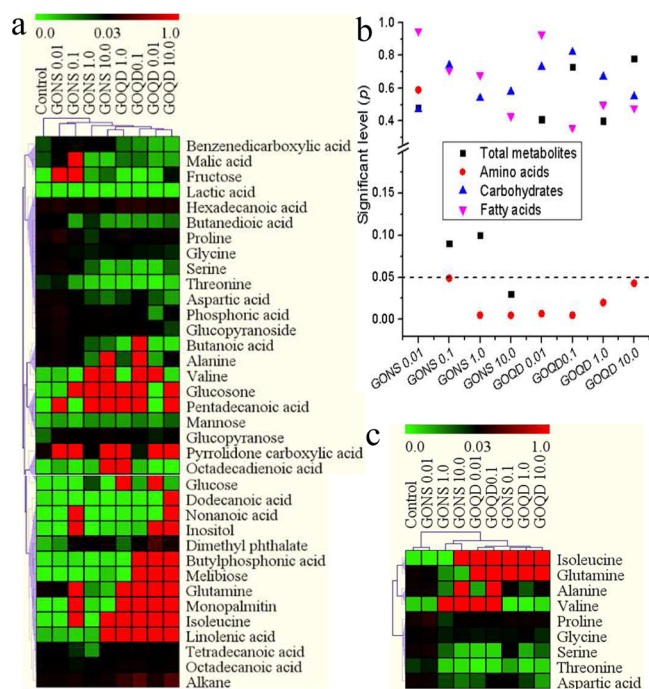 a
0.0 0.03 1.0
Control
GONS 0.01
GONS 0.1
GONS 1.0
GONS 10.0
GOQD 1.0
GOQD0.1
GOQD 0.01
GOQD 10.0
Benzenedicarboxylic acid
Malic acid
Fructose
Lactic acid
Hexadecanoic acid
Butanedioic acid
Proline
Glycine
Serine
Threonine
Aspartic acid
Phosphoric acid
Glucopyranoside
Butanoic acid
Alanine
Valine
Glucosone
Pentadecanoic acid
Mannose
Glucopyranose
Pyrrolidone carboxylic acid
Octadecadienoic acid
Glucose
Dodecanoic acid
Nonanoic acid
Inositol
Dimethyl phthalate
Butylphosphonic acid
Melibiose
Glutamine
Monopalmitin
Isoleucine
Linolenic acid
Tetradecanoic acid
Octadecanoic acid
Alkane
b
Significant level (p)
1.0
0.8
0.6
0.4
0.10
0.05
0.00
Total metabolites
Amino acids
Carbohydrates
Fatty acids
GONS 0.01
GONS 0.1
GONS 1.0
GONS 10.0
GOQD 0.01
GOQD0.1
GOQD 1.0
GOQD 10.0
c
0.0 0.03 1.0
Control
GONS 0.01
GONS 1.0
GONS 10.0
GOQD 0.01
GOQD0.1
GONS 0.1
GOQD 1.0
GOQD 10.0
Isoleucine
Glutamine
Alanine
Valine
Proline
Glycine
Serine
Threonine
Aspartic acid